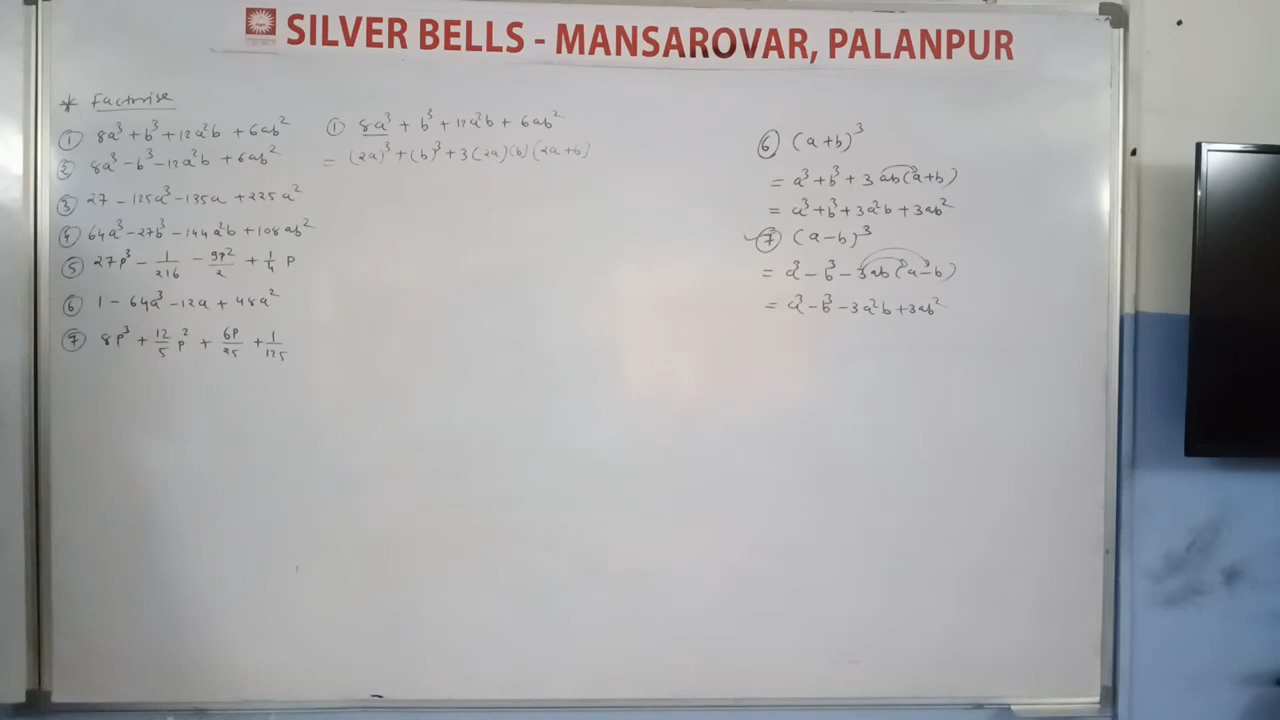 SILVER BELLS - MANSAROVAR, PALANPUR
* Factorise
① 8a³ + b³ + 12a²b + 6ab²
② 8a³ - b³ - 12a²b + 6ab²
③ 27 - 125a³ - 135a + 225a²
④ 64a³ - 27b³ - 144a²b + 108ab²
⑤ 27p³ - 1/216 - 9p²/2 + 1/4 p
⑥ 1 - 64a³ - 12a + 48a²
⑦ 8p³ + 12/5 p² + 6p/25 + 1/125
① 8a³ + b³ + 12a²b + 6ab²
= (2a)³ + (b)³ + 3(2a)(b)(2a+b)
⑥ (a+b)³
= a³ + b³ + 3ab(a+b)
= a³ + b³ + 3a²b + 3ab²
⑦ (a-b)³
= a³ - b³ - 3ab(a-b)
= a³ - b³ - 3a²b + 3ab²